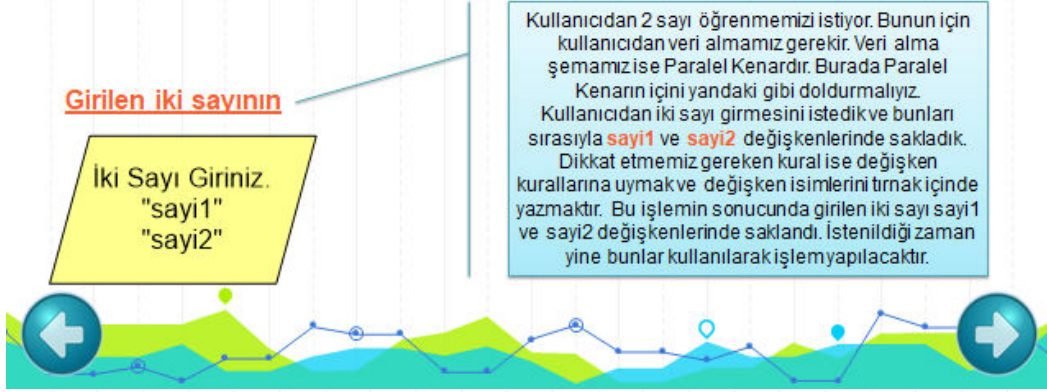 Girilen iki sayının
İki Sayı Giriniz.
"sayi1"
"sayi2"
Kullanıcıdan 2 sayı öğrenmemizi istiyor. Bunun için
kullanıcıdan veri almamız gerekir. Veri alma
şemamız ise Paralel Kenardır. Burada Paralel
Kenarın içini yandaki gibi doldurmalıyız.
Kullanıcıdan iki sayı girmesini istedik ve bunları
sırasıyla sayi1 ve sayi2 değişkenlerinde sakladık.
Dikkat etmemiz gereken kural ise değişken
kurallarına uymak ve değişken isimlerini tırnak içinde
yazmaktır. Bu işlemin sonucunda girilen iki sayı sayi1
ve sayi2 değişkenlerinde saklandı. İstenildiği zaman
yine bunlar kullanılarak işlem yapılacaktır.